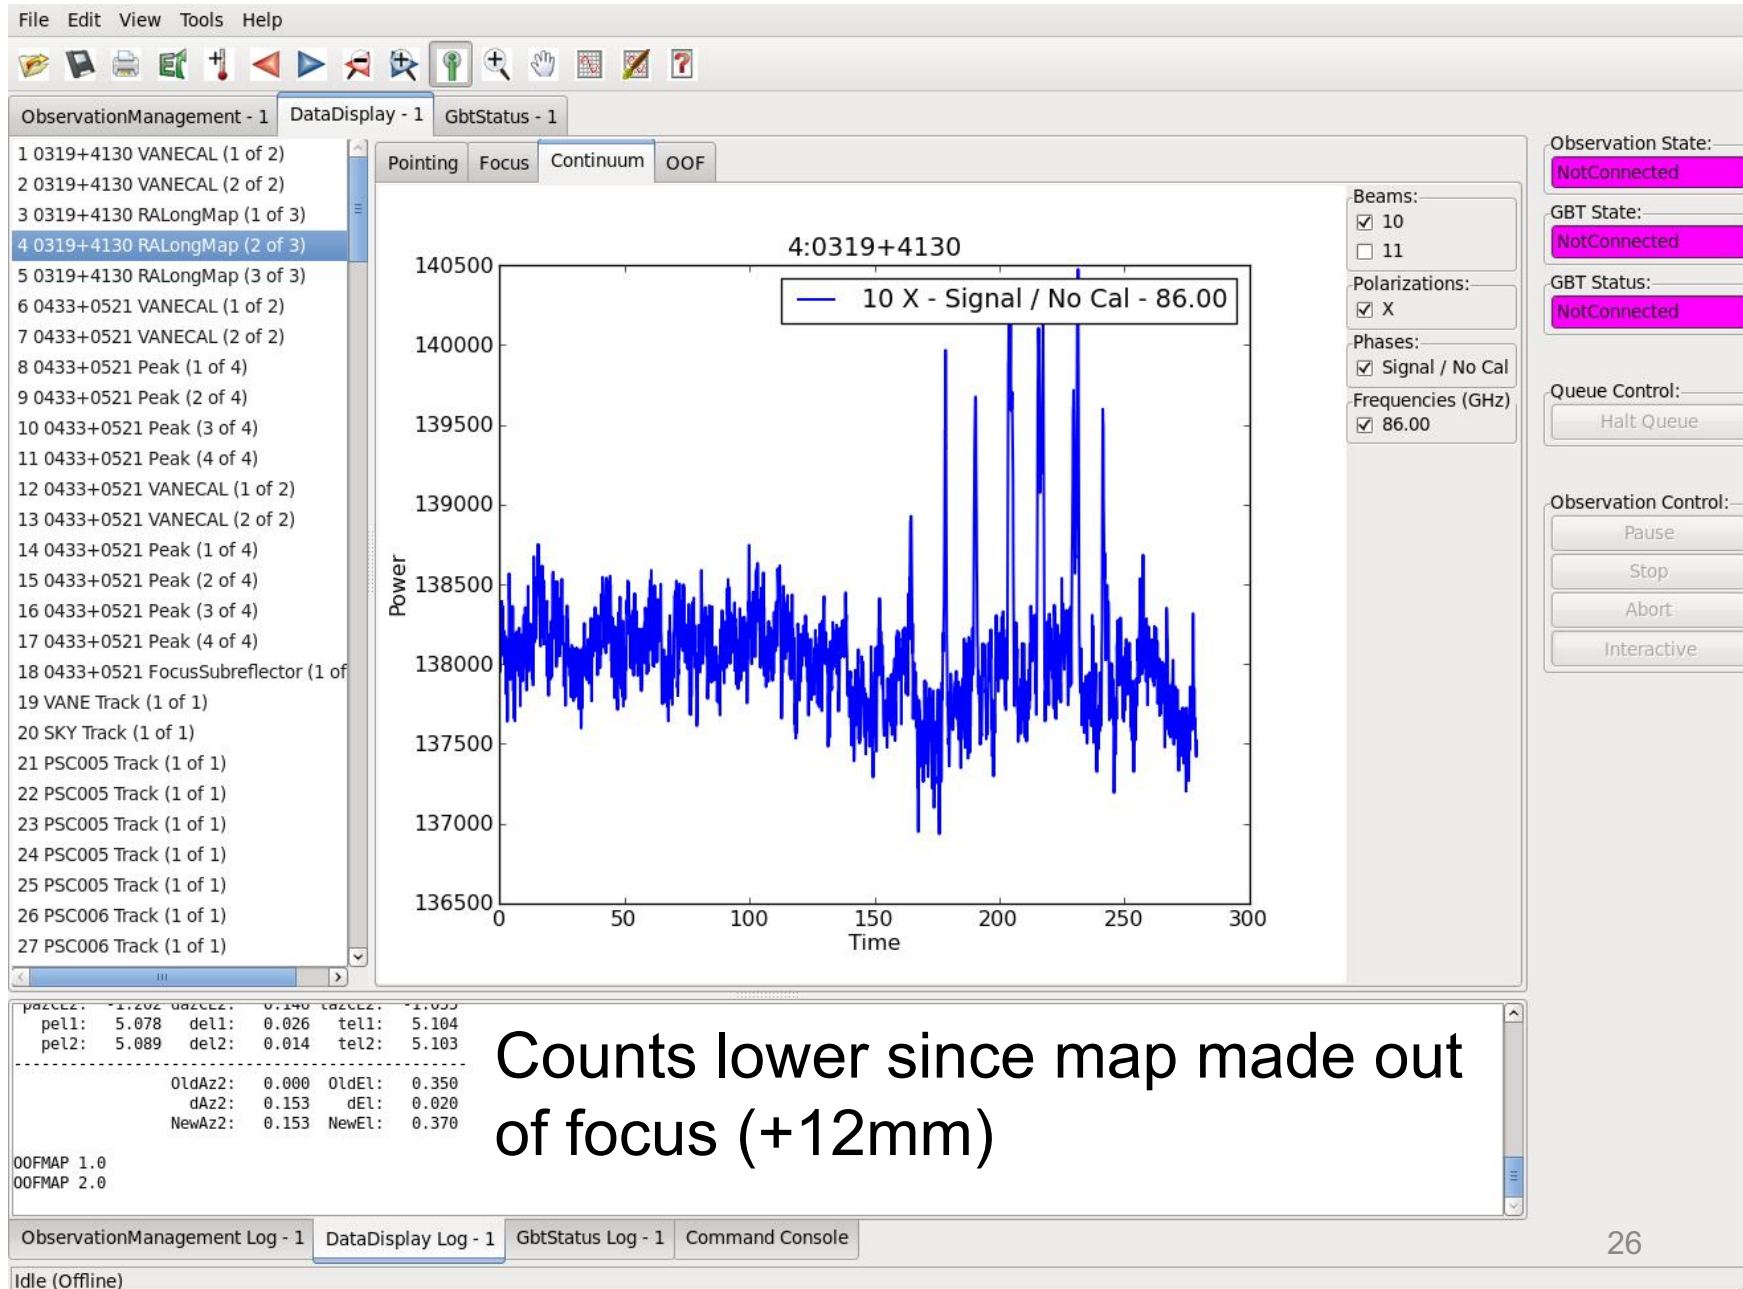 File Edit View Tools Help
ObservationManagement - 1 DataDisplay - 1 GbtStatus - 1
1 0319+4130 VANECAL (1 of 2)
2 0319+4130 VANECAL (2 of 2)
3 0319+4130 RALongMap (1 of 3)
4 0319+4130 RALongMap (2 of 3)
5 0319+4130 RALongMap (3 of 3)
6 0433+0521 VANECAL (1 of 2)
7 0433+0521 VANECAL (2 of 2)
8 0433+0521 Peak (1 of 4)
9 0433+0521 Peak (2 of 4)
10 0433+0521 Peak (3 of 4)
11 0433+0521 Peak (4 of 4)
12 0433+0521 VANECAL (1 of 2)
13 0433+0521 VANECAL (2 of 2)
14 0433+0521 Peak (1 of 4)
15 0433+0521 Peak (2 of 4)
16 0433+0521 Peak (3 of 4)
17 0433+0521 Peak (4 of 4)
18 0433+0521 FocusSubreflector (1 of
19 VANE Track (1 of 1)
20 SKY Track (1 of 1)
21 PSC005 Track (1 of 1)
22 PSC005 Track (1 of 1)
23 PSC005 Track (1 of 1)
24 PSC005 Track (1 of 1)
25 PSC005 Track (1 of 1)
26 PSC006 Track (1 of 1)
27 PSC006 Track (1 of 1)
Pointing Focus Continuum OOF
4:0319+4130
10 X - Signal / No Cal - 86.00
140500
140000
139500
139000
138500
138000
137500
137000
136500
Power
0 50 100 150 200 250 300
Time
Beams:
10
11
Polarizations:
X
Phases:
Signal / No Cal
Frequencies (GHz)
86.00
Observation State:
NotConnected
GBT State:
NotConnected
GBT Status:
NotConnected
Queue Control:
Halt Queue
Observation Control:
Pause
Stop
Abort
Interactive
pel1: 5.078 del1: 0.026 tel1: 5.104
pel2: 5.089 del2: 0.014 tel2: 5.103
OldAz2: 0.000 OldEl: 0.350
dAz2: 0.153 dEl: 0.020
NewAz2: 0.153 NewEl: 0.370
OOFMAP 1.0
OOFMAP 2.0
Counts lower since map made out
of focus (+12mm)
ObservationManagement Log - 1 DataDisplay Log - 1 GbtStatus Log - 1 Command Console
26
Idle (Offline)